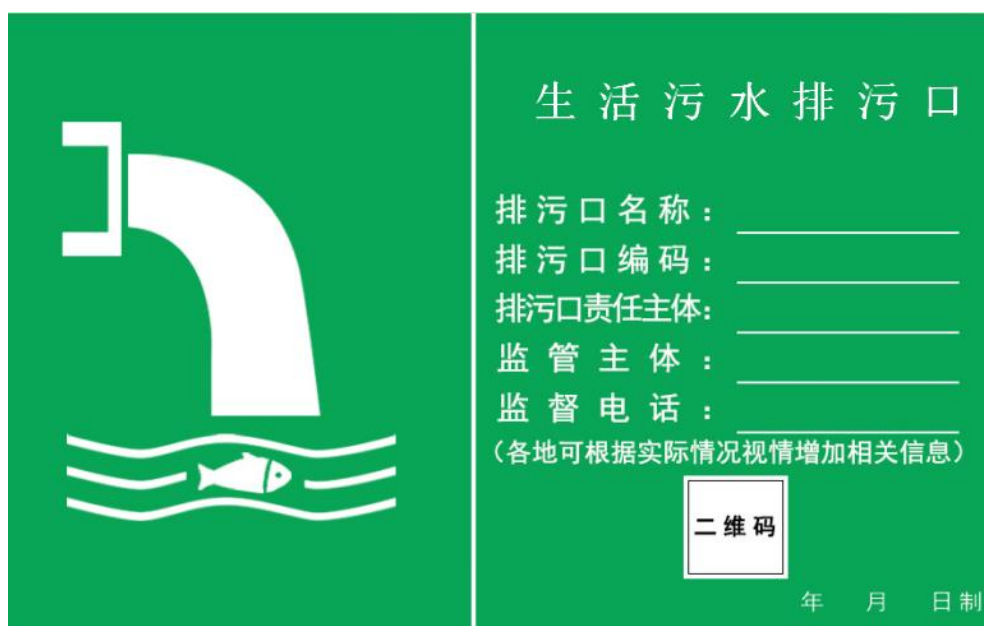 生活污水排污口
排污口名称：
排污口编码：
排污口责任主体：
监管主体：
监督电话：
（各地可根据实际情况视情增加相关信息）
二维码
年 月 日制